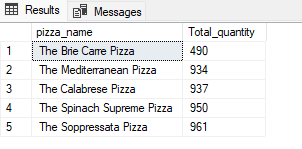 Results Messages
pizza_name Total_quantity
1 The Brie Carre Pizza 490
2 The Mediterranean Pizza 934
3 The Calabrese Pizza 937
4 The Spinach Supreme Pizza 950
5 The Soppressata Pizza 961